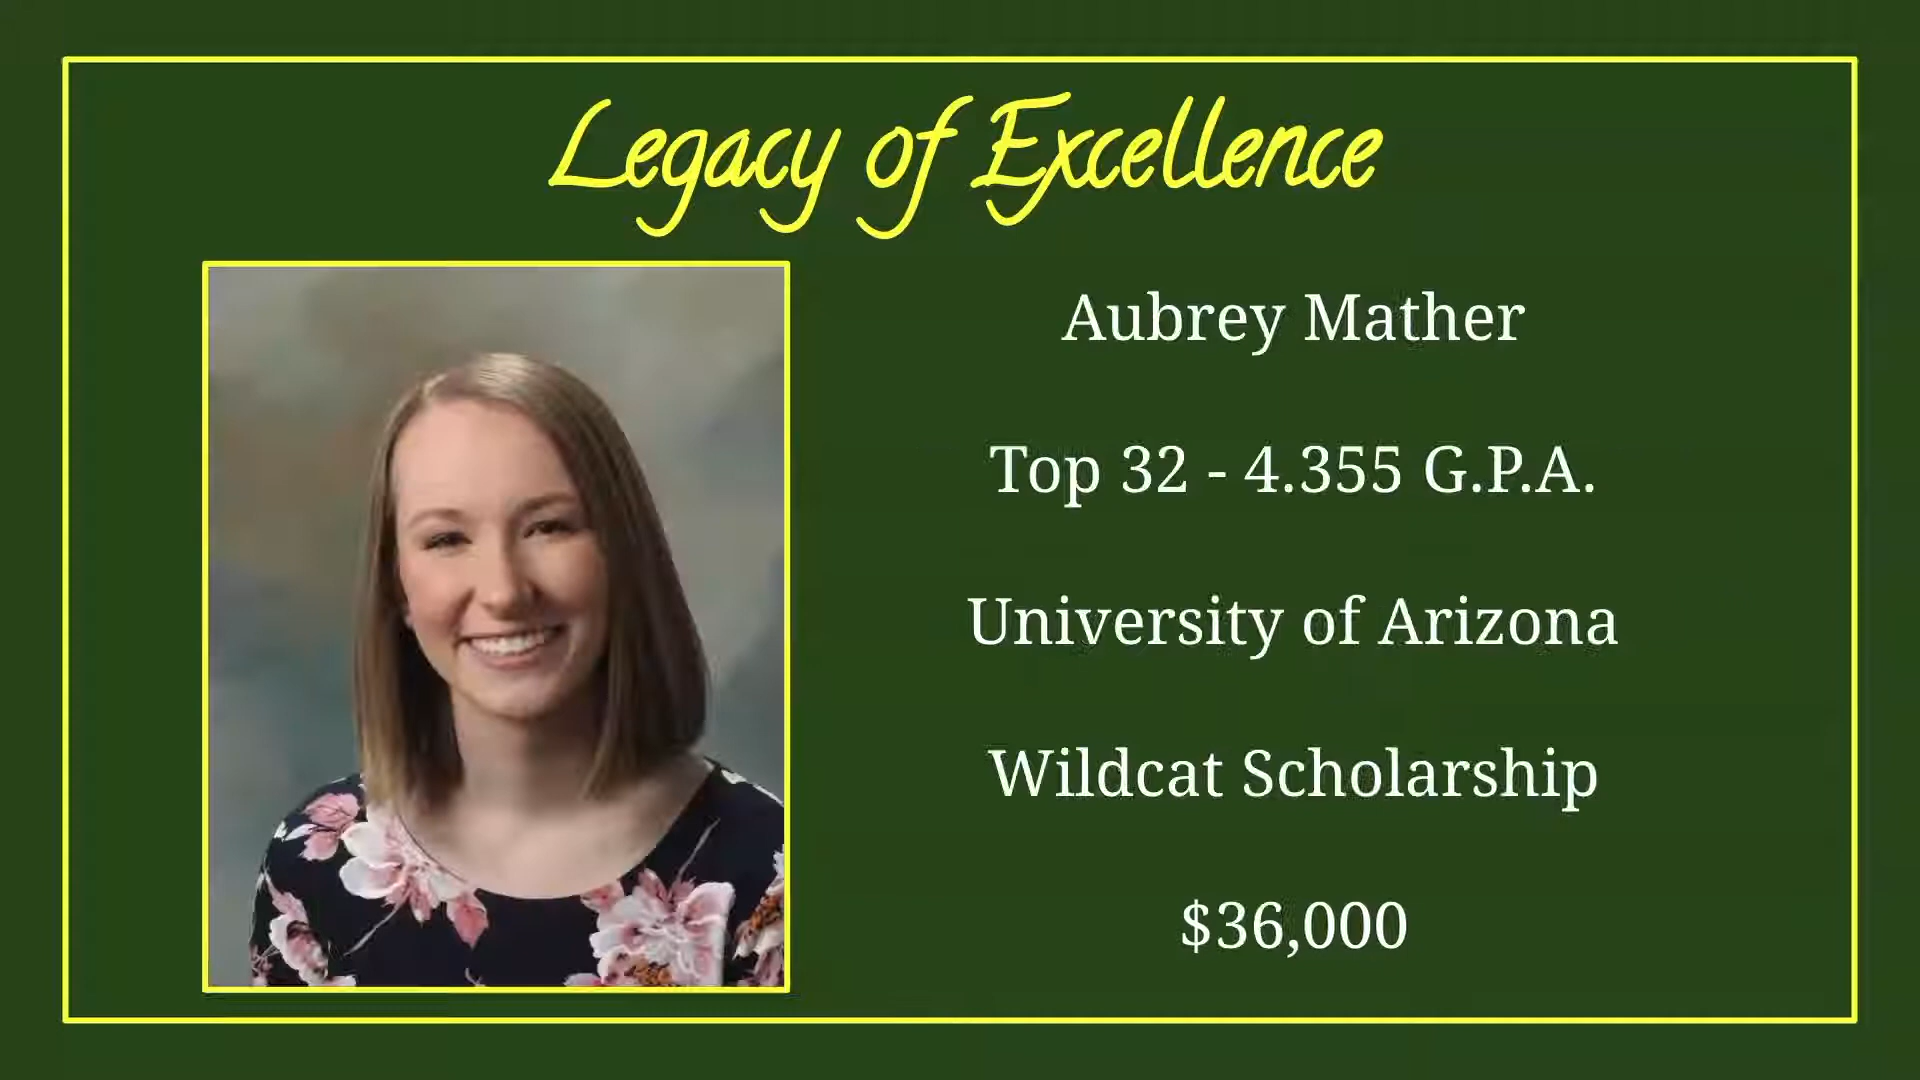 Legacy of Excellence
Aubrey Mather
Top 32 - 4.355 G.P.A.
University of Arizona
Wildcat Scholarship
$36,000